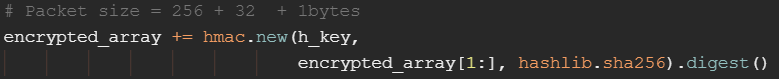 # Packet size = 256 + 32  + 1bytes
encrypted_array += hmac.new(h_key,
encrypted_array[1:], hashlib.sha256).digest()